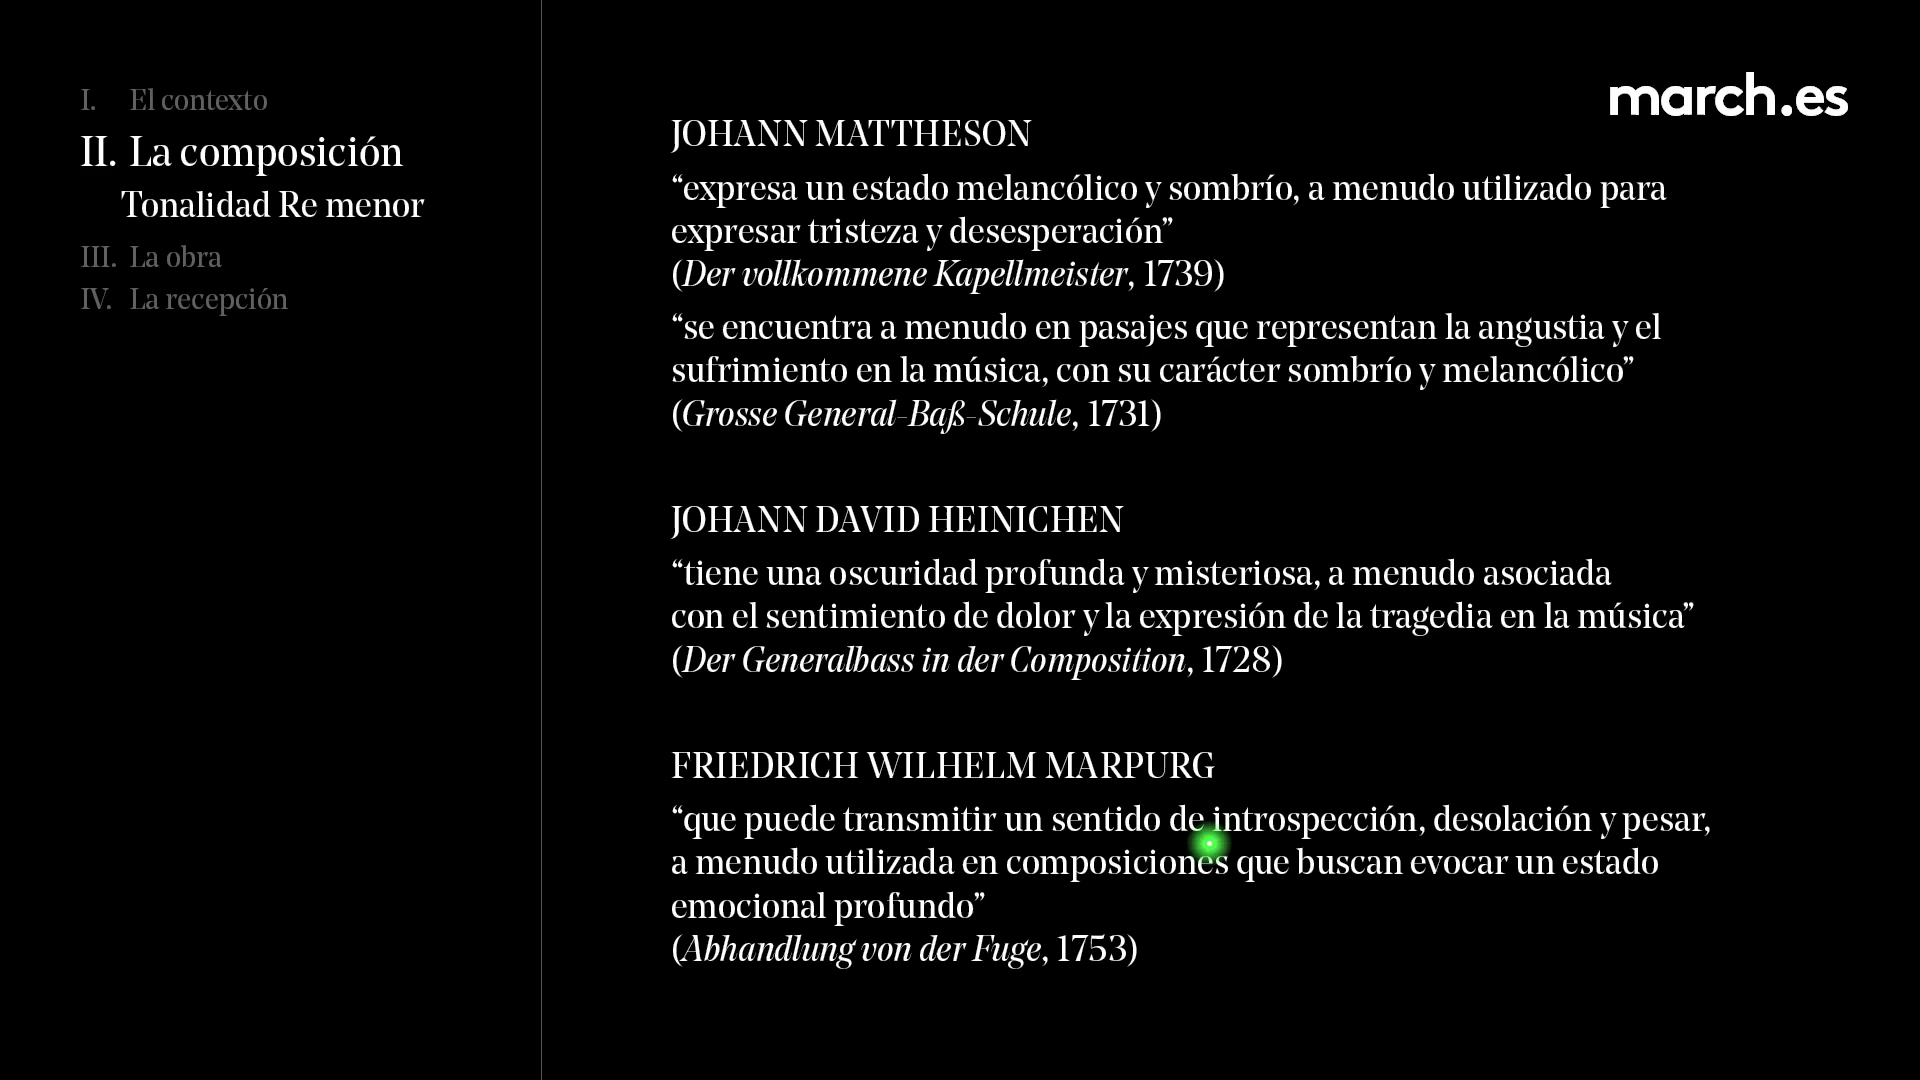 I. El contexto
II. La composición
Tonalidad Re menor
III. La obra
IV. La recepción
march.es
JOHANN MATTHESON
“expresa un estado melancólico y sombrío, a menudo utilizado para
expresar tristeza y desesperación”
(Der vollkommene Kapellmeister, 1739)
“se encuentra a menudo en pasajes que representan la angustia y el
sufrimiento en la música, con su carácter sombrío y melancólico”
(Grosse General-Baß-Schule, 1731)
JOHANN DAVID HEINICHEN
“tiene una oscuridad profunda y misteriosa, a menudo asociada
con el sentimiento de dolor y la expresión de la tragedia en la música”
(Der Generalbass in der Composition, 1728)
FRIEDRICH WILHELM MARPURG
“que puede transmitir un sentido de introspección, desolación y pesar,
a menudo utilizada en composiciones que buscan evocar un estado
emocional profundo”
(Abhandlung von der Fuge, 1753)